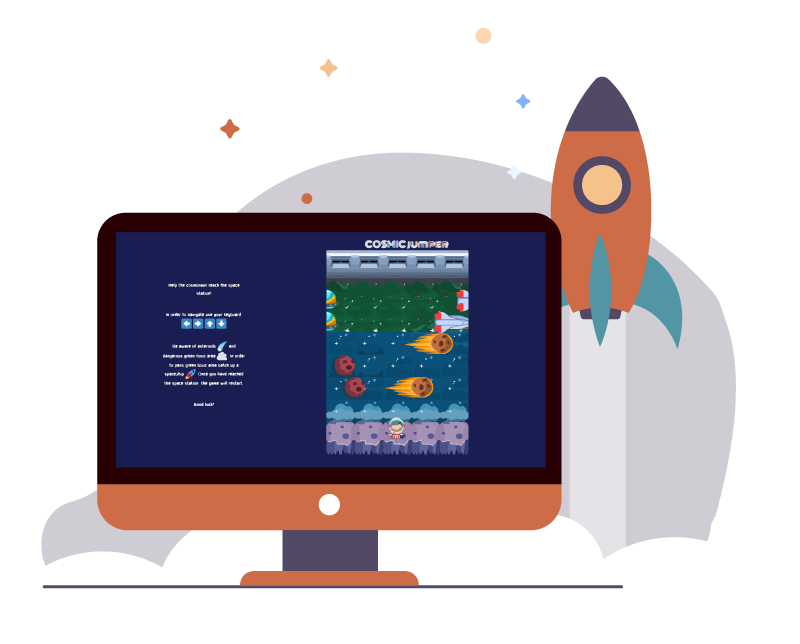 COSMIC JUMPER
Help the cosmonaut reach the space
station!
In order to navigate use your keyboard
Be aware of asteroids and
dangerous green toxic area in order
to pass green toxic area catch up a
spaceship Once you have reached
the space station the game will restart
Good luck!